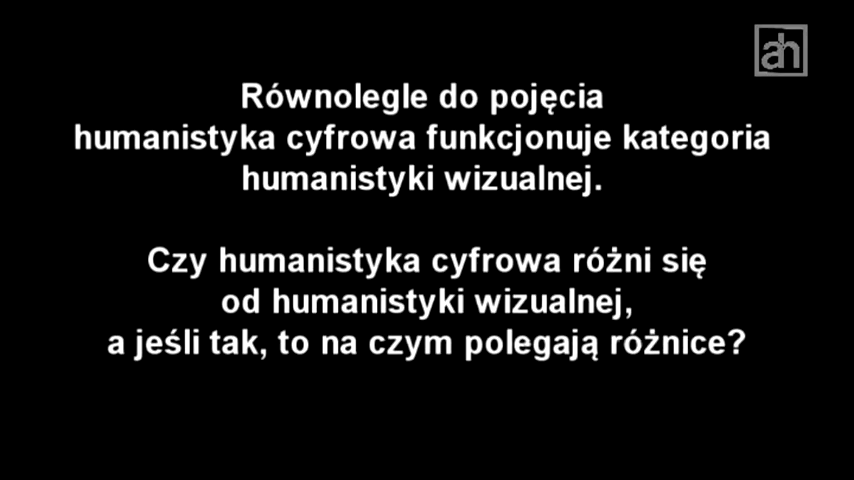 ah
Równolegle do pojęcia
humanistyka cyfrowa funkcjonuje kategoria
humanistyki wizualnej.
Czy humanistyka cyfrowa różni się
od humanistyki wizualnej,
a jeśli tak, to na czym polegają różnice?